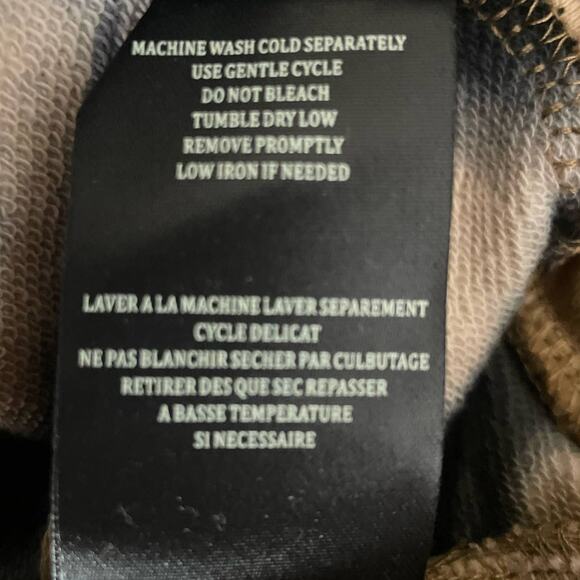 MACHINE WASH COLD SEPARATELY
USE GENTLE CYCLE
DO NOT BLEACH
TUMBLE DRY LOW
REMOVE PROMPTLY
LOW IRON IF NEEDED
LAVER A LA MACHINE LAVER SEPAREMENT
CYCLE DELICAT
NE PAS BLANCHIR SECHER PAR CULBUTAGE
RETIRER DES QUE SEC REPASSER
A BASSE TEMPERATURE
SI NECESSAIRE